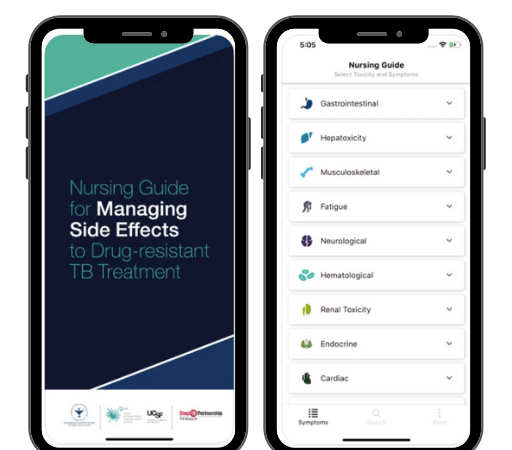 Nursing Guide
for Managing
Side Effects
to Drug-resistant
TB Treatment
UCSF
Stop TB Partnership
5:05
Nursing Guide
Select Toxicity and Symptoms
Gastrointestinal
Hepatoxicity
Musculoskeletal
Fatigue
Neurological
Hematological
Renal Toxicity
Endocrine
Cardiac
Symptoms
Search
More